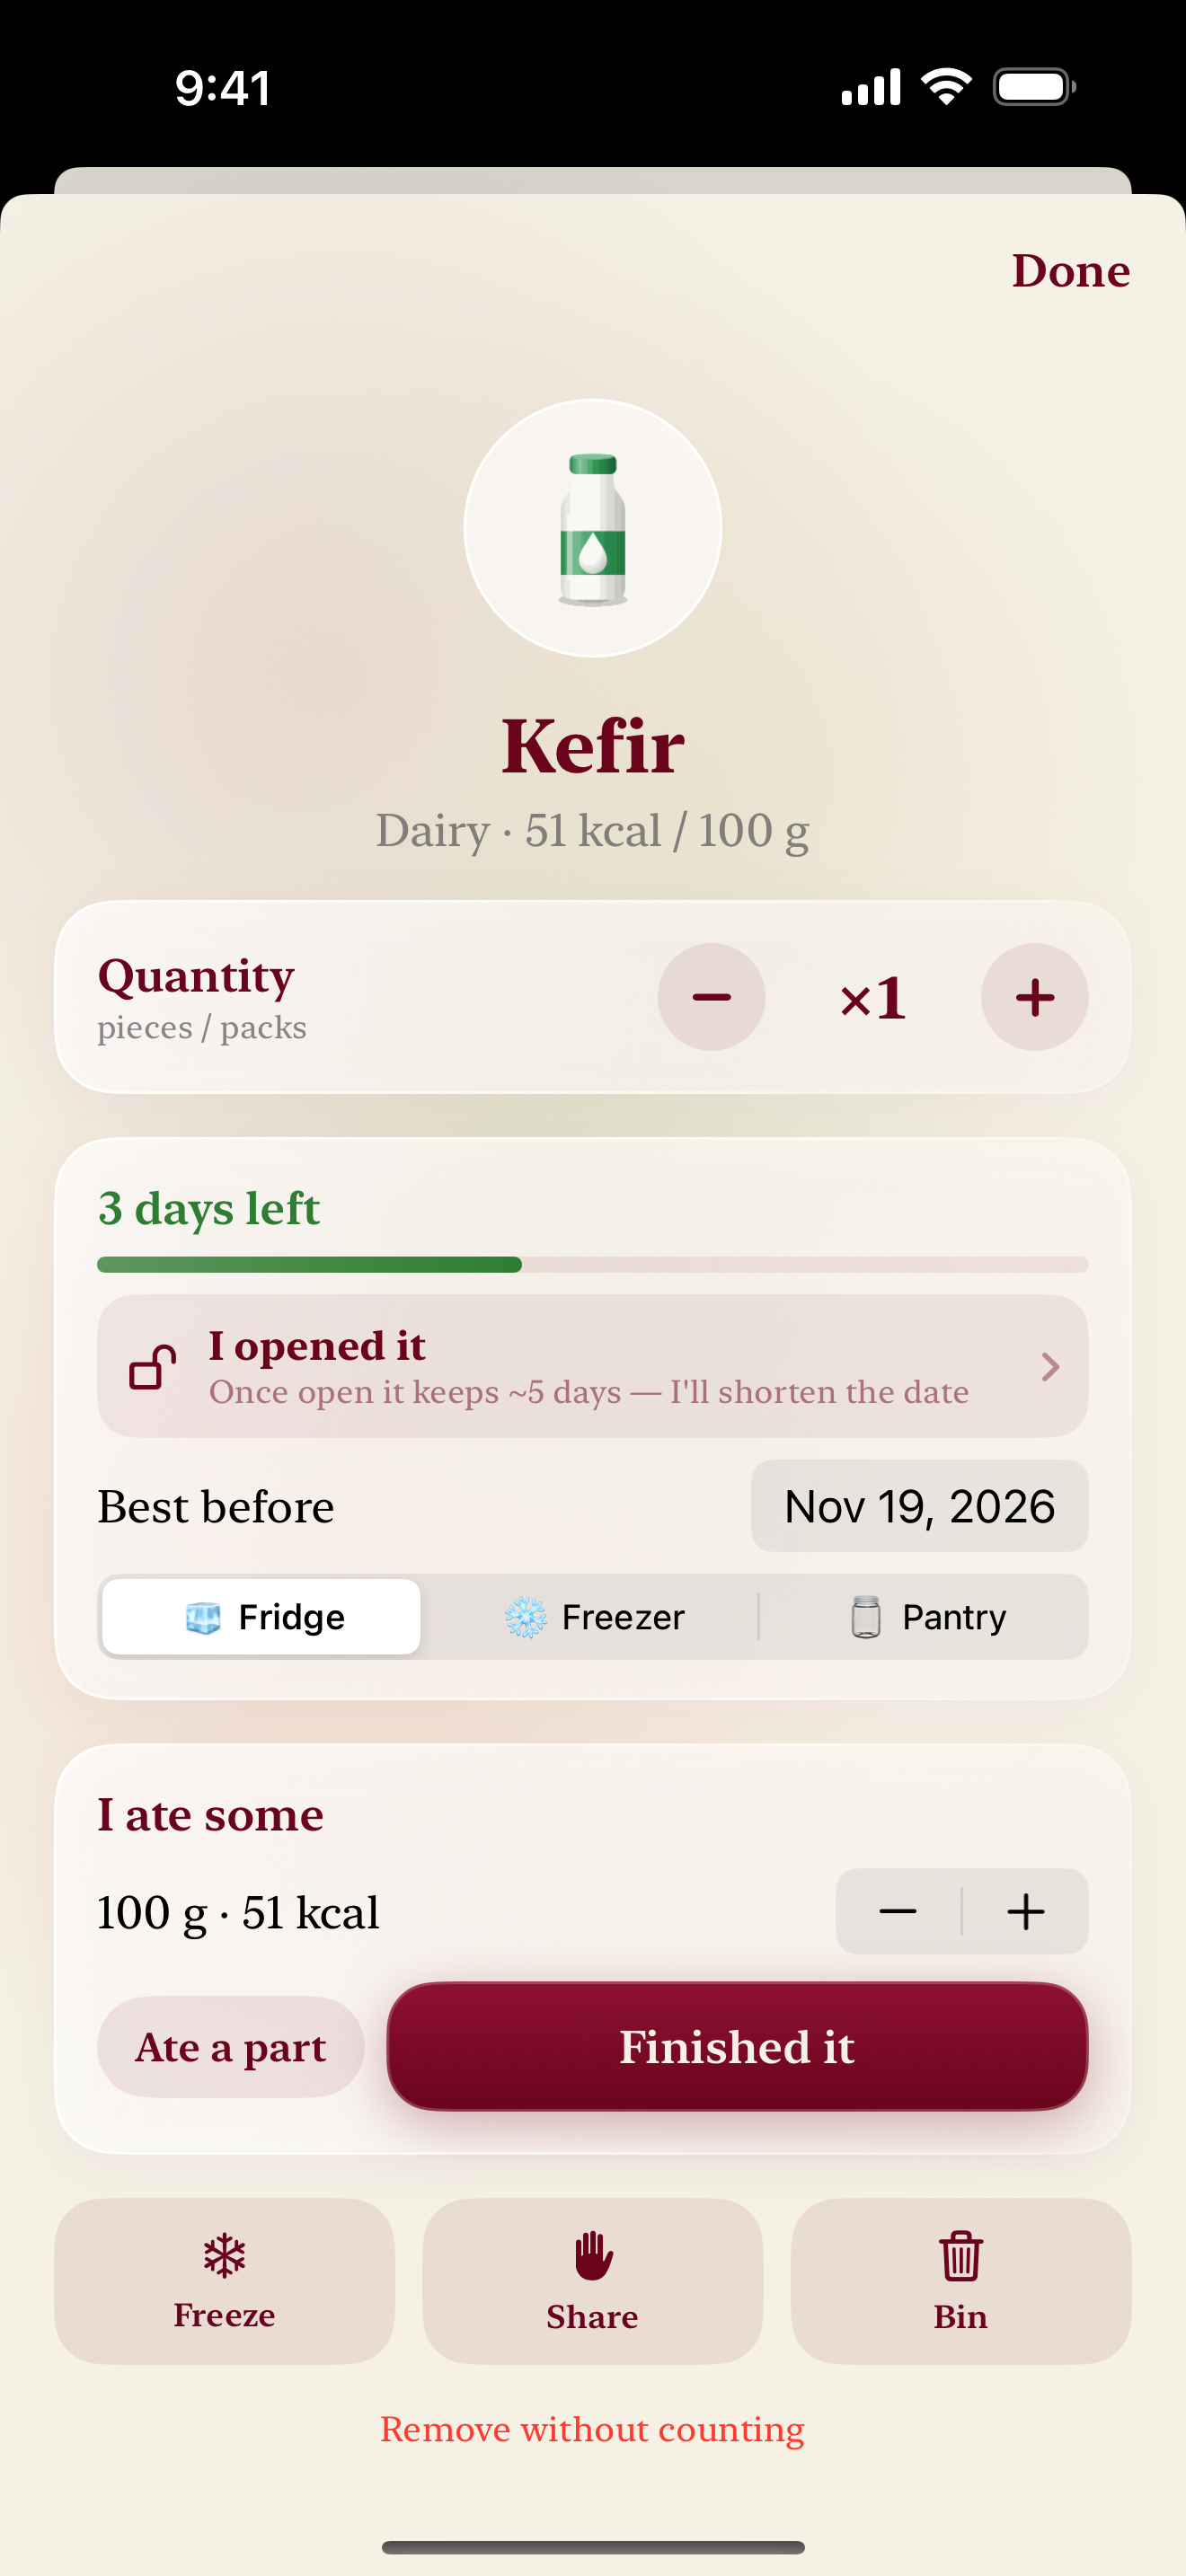 9:41
Done
Kefir
Dairy · 51 kcal / 100 g
Quantity
pieces / packs
×1
3 days left
I opened it
Once open it keeps ~5 days — I'll shorten the date
Best before
Nov 19, 2026
Fridge
Freezer
Pantry
I ate some
100 g · 51 kcal
Ate a part
Finished it
Freeze
Share
Bin
Remove without counting